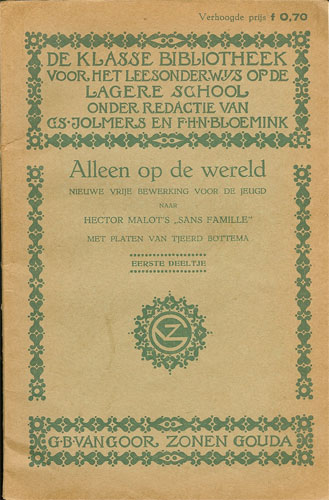 Verhoogde prijs f 0,70
DE KLASSE BIBLIOTHEEK
VOOR HET LEESONDERWIJS OP DE
LAGERE SCHOOL
ONDER REDACTIE VAN
G.S. JOLMERS EN F.H.N. BLOEMINK
Alleen op de wereld
NIEUWE VRIJE BEWERKING VOOR DE JEUGD
NAAR
HECTOR MALOT'S „SANS FAMILLE"
MET PLATEN VAN TJEERD BOTTEMA
EERSTE DEELTJE
GZ
G.B. VAN GOOR ZONEN GOUDA